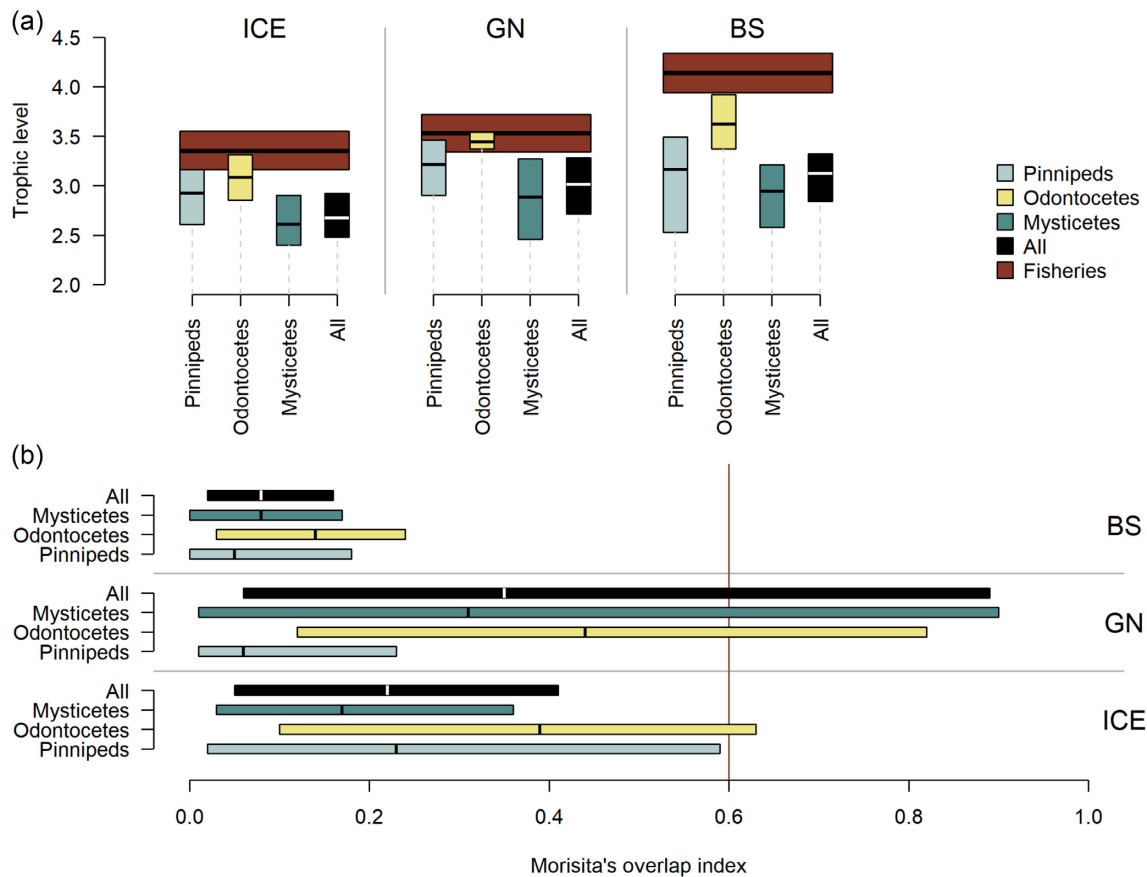 (a)
ICE GN BS
4.5
4.0
3.5
3.0
2.5
2.0
Trophic level
Pinnipeds
Odontocetes
Mysticetes
All
Pinnipeds
Odontocetes
Mysticetes
All
Pinnipeds
Odontocetes
Mysticetes
All
Pinnipeds
Odontocetes
Mysticetes
All
Fisheries
(b)
All
Mysticetes
Odontocetes
Pinnipeds
BS
All
Mysticetes
Odontocetes
Pinnipeds
GN
All
Mysticetes
Odontocetes
Pinnipeds
ICE
0.0 0.2 0.4 0.6 0.8 1.0
Morisita's overlap index